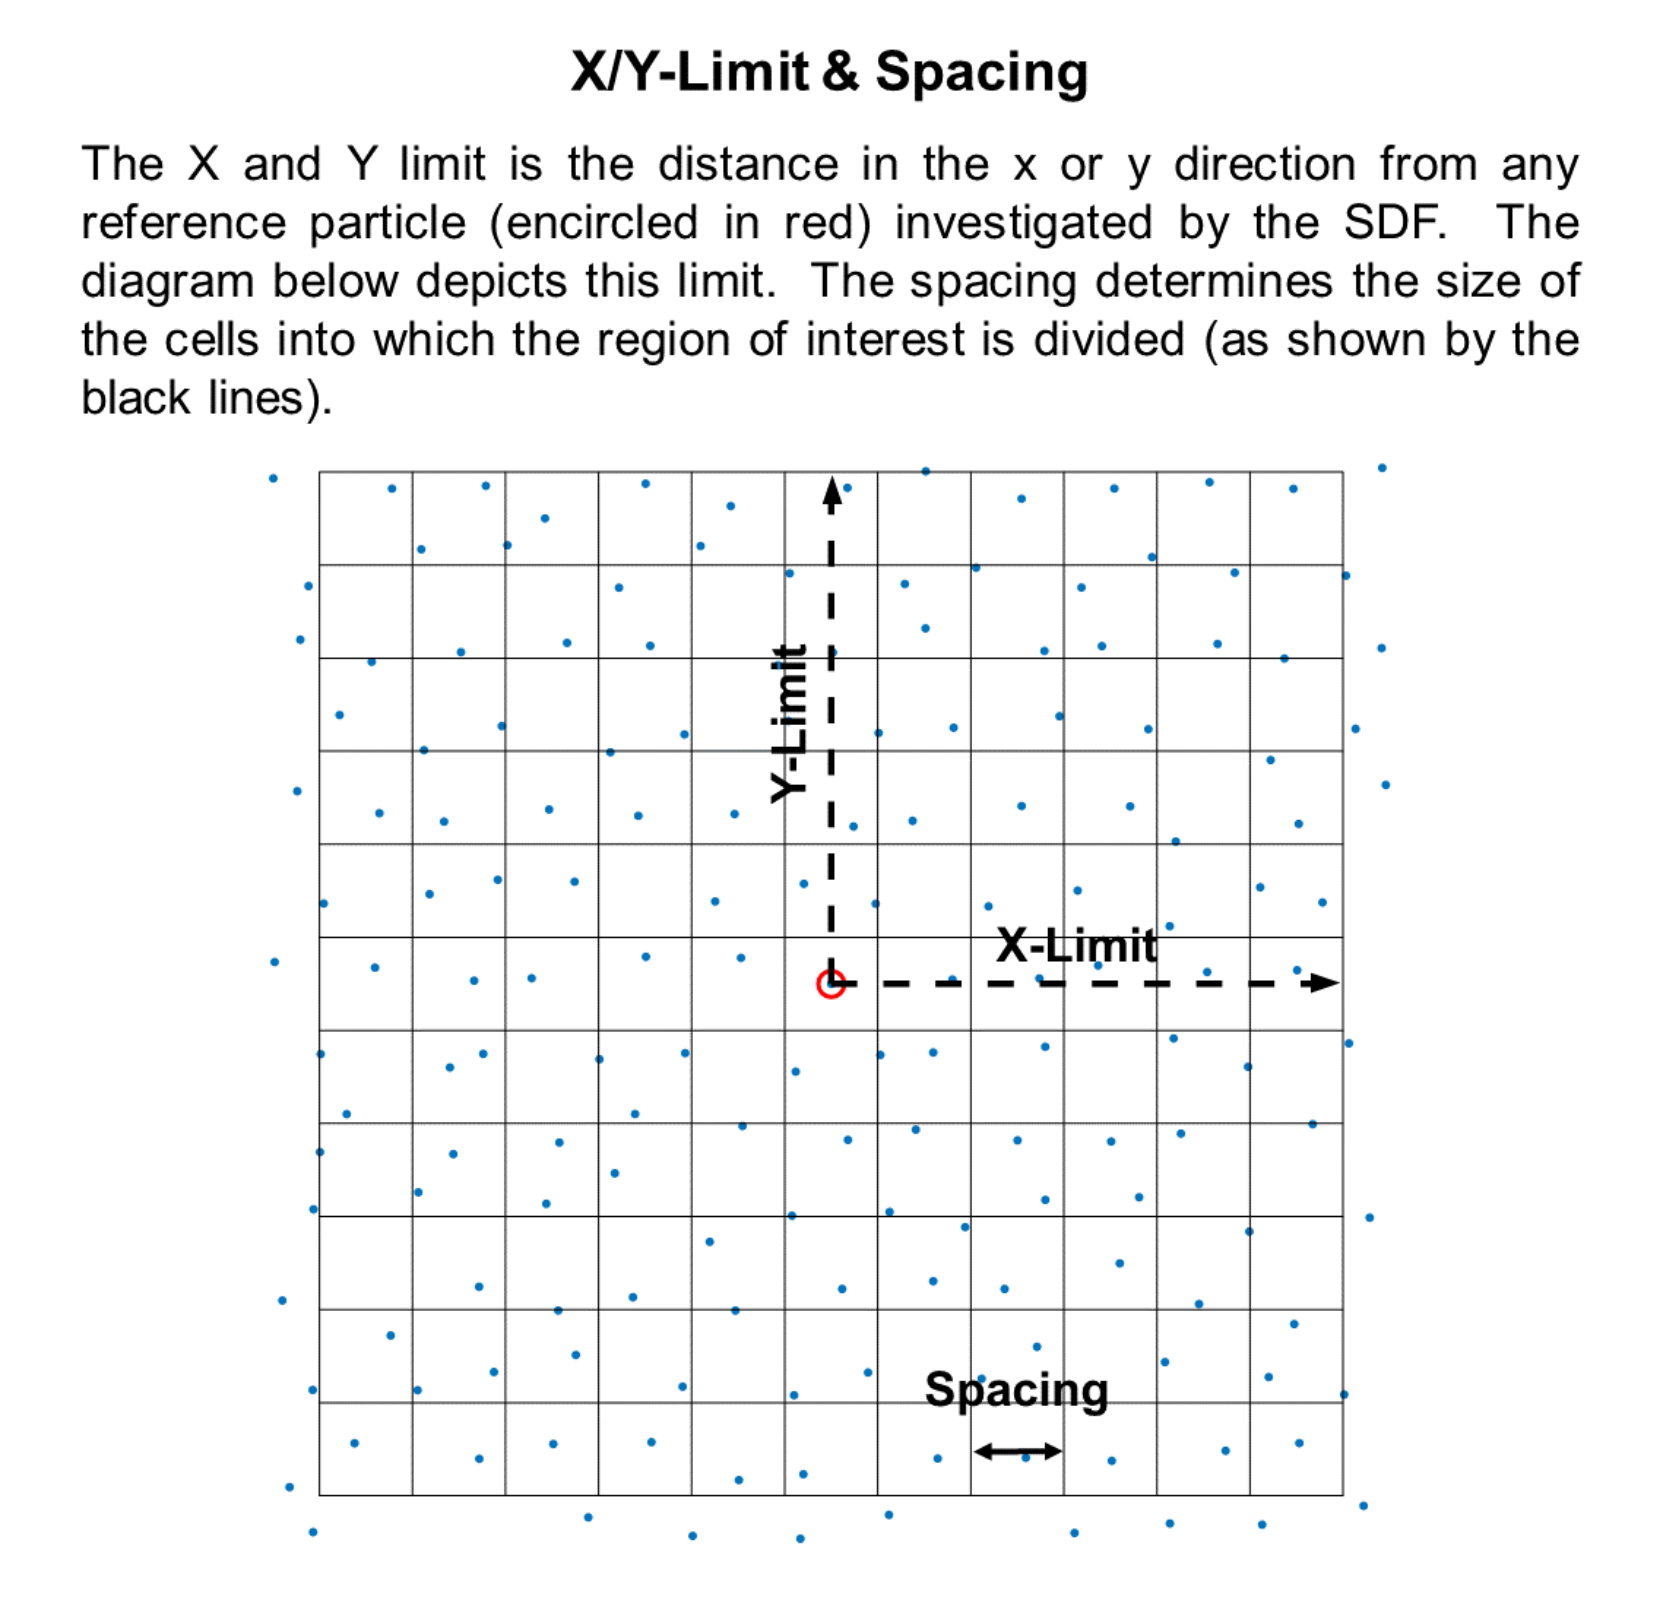 X/Y-Limit & Spacing
The X and Y limit is the distance in the x or y direction from any
reference particle (encircled in red) investigated by the SDF. The
diagram below depicts this limit. The spacing determines the size of
the cells into which the region of interest is divided (as shown by the
black lines).
Y-Limit
X-Limit
Spacing